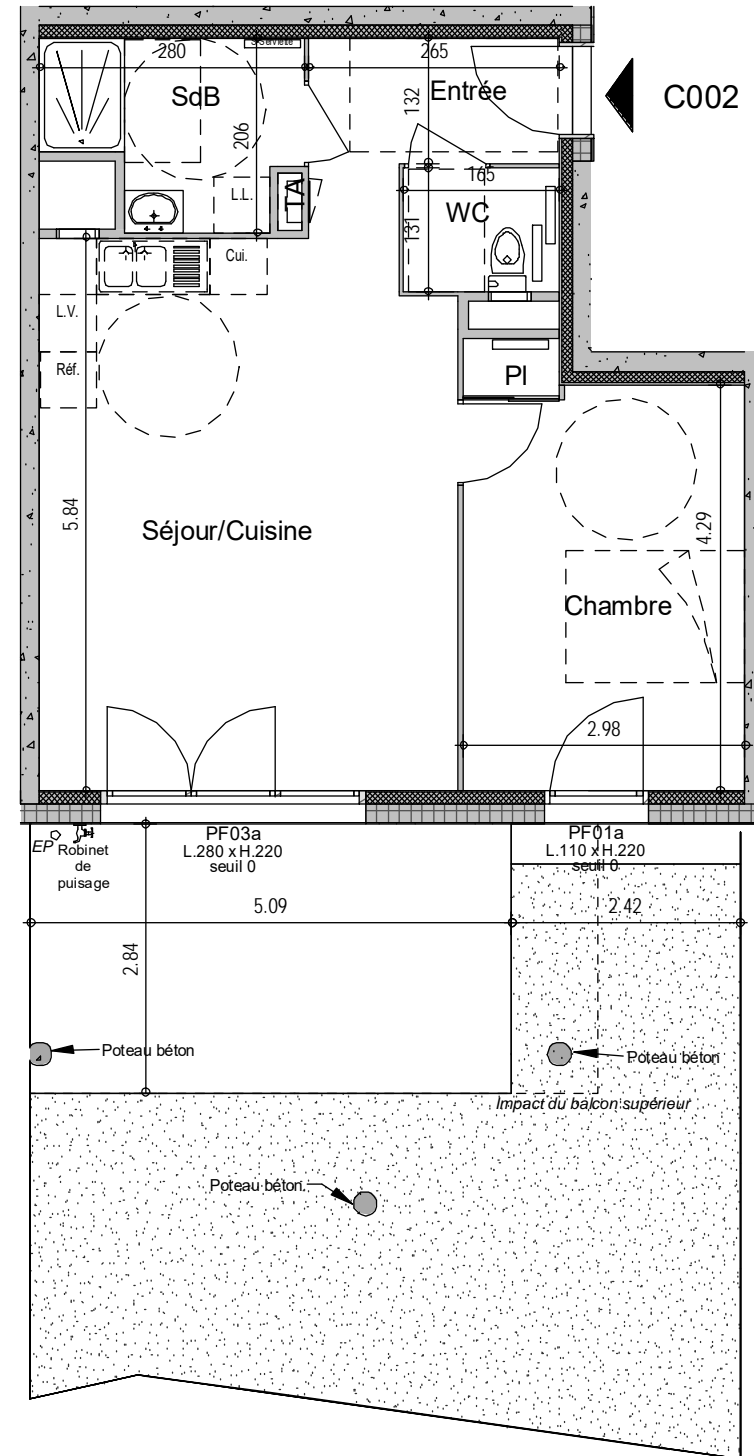 S.Serviette
280
265
SdB
Entrée
C002
132
206
165
L.L.
TA
WC
131
Cui.
L.V.
Réf.
Pl
5.84
4.29
Séjour/Cuisine
Chambre
2.98
EP
Robinet
de
puisage
PF03a
L.280 x H.220
seuil 0
PF01a
L.110 x H.220
seuil 0
5.09
2.42
2.84
Poteau béton
Poteau béton
Impact du balcon supérieur
Poteau béton